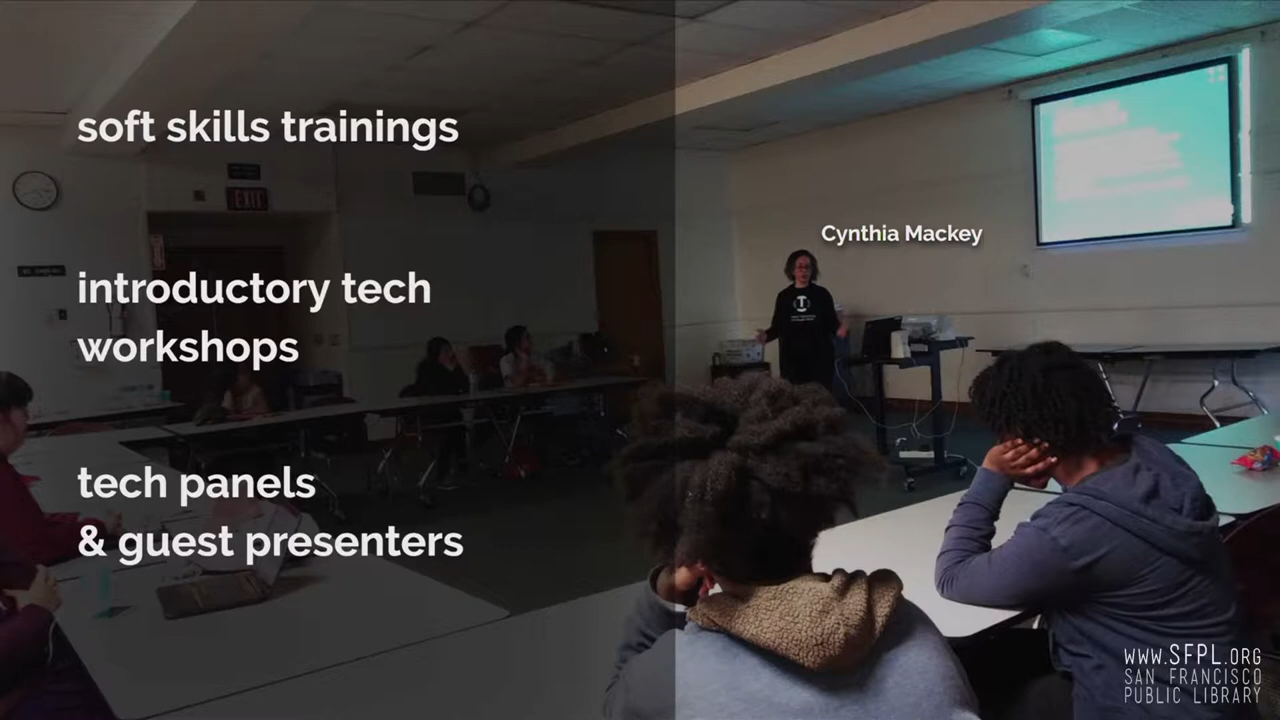 soft skills trainings
introductory tech
workshops
tech panels
& guest presenters
EXIT
Cynthia Mackey
WWW.SFPL.ORG
SAN FRANCISCO
PUBLIC LIBRARY